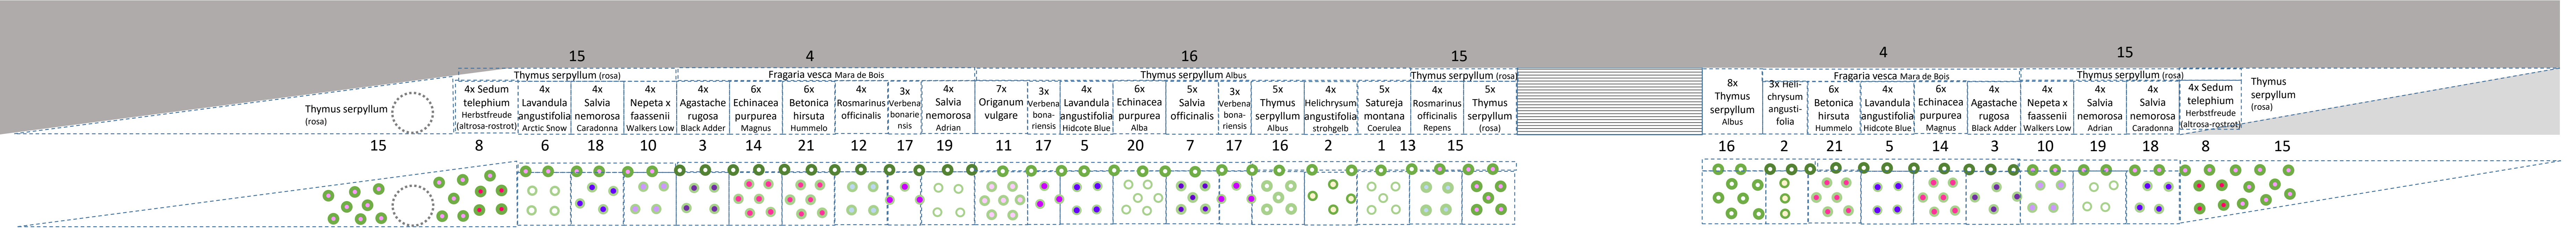 15 4 16 15 4 15
Thymus serpyllum (rosa) Fragaria vesca Mara de Bois Thymus serpyllum Albus Thymus serpyllum (rosa) Fragaria vesca Mara de Bois Thymus serpyllum (rosa)
Thymus serpyllum
(rosa)
4x Sedum
telephium
Herbstfreude
(altrosa-rostrot)
4x
Lavandula
angustifolia
Arctic Snow
4x
Salvia
nemorosa
Caradonna
4x
Nepeta x
faassenii
Walkers Low
4x
Agastache
rugosa
Black Adder
6x
Echinacea
purpurea
Magnus
6x
Betonica
hirsuta
Hummelo
4x
Rosmarinus
officinalis
3x
Verbena
bonarie
nsis
4x
Salvia
nemorosa
Adrian
7x
Origanum
vulgare
3x
Verbena
bona-
riensis
4x
Lavandula
angustifolia
Hidcote Blue
6x
Echinacea
purpurea
Alba
5x
Salvia
officinalis
3x
Verbena
bona-
riensis
5x
Thymus
serpyllum
Albus
4x
Helichrysum
angustifolia
strohgelb
5x
Satureja
montana
Coerulea
4x
Rosmarinus
officinalis
Repens
5x
Thymus
serpyllum
(rosa)
8x
Thymus
serpyllum
Albus
3x Heli-
chrysum
angusti-
folia
6x
Betonica
hirsuta
Hummelo
4x
Lavandula
angustifolia
Hidcote Blue
6x
Echinacea
purpurea
Magnus
4x
Agastache
rugosa
Black Adder
4x
Nepeta x
faassenii
Walkers Low
4x
Salvia
nemorosa
Adrian
4x
Salvia
nemorosa
Caradonna
4x Sedum
telephium
Herbstfreude
(altrosa-rostrot)
Thymus
serpyllum
(rosa)
15 8 6 18 10 3 14 21 12 17 19 11 17 5 20 7 17 16 2 1 13 15 16 2 21 5 14 3 10 19 18 8 15